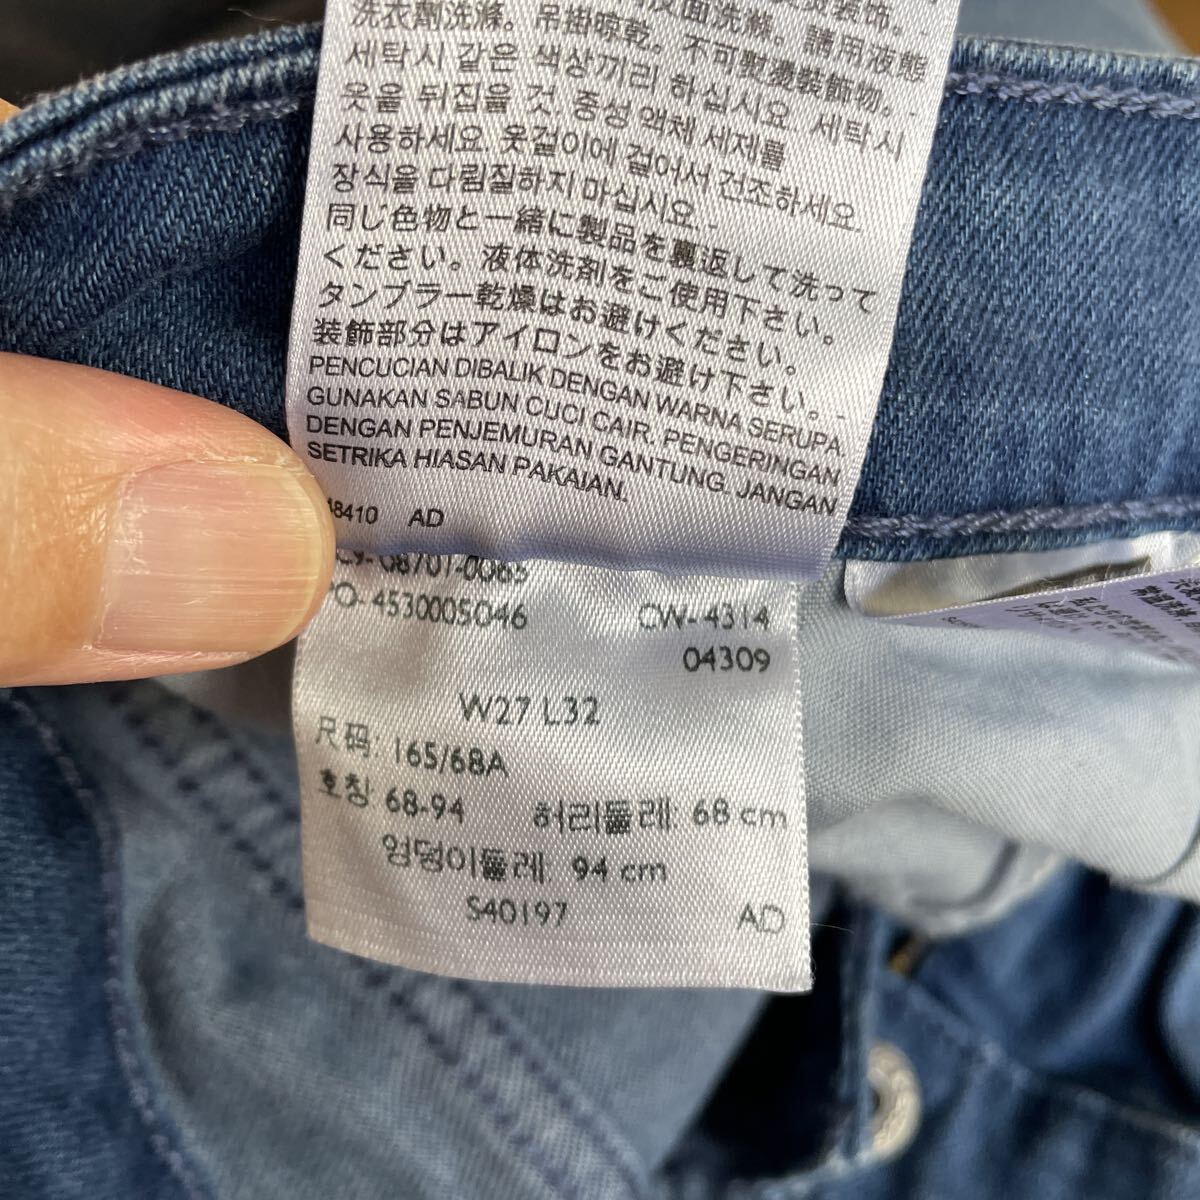 反面洗滌。請用液態
洗衣劑洗滌。吊掛晾乾。不可熨燙裝飾物。
세탁시 같은 색상끼리 하십시요. 세탁시
옷을 뒤집을 것. 중성 액체 세제를
사용하세요. 옷걸이에 걸어서 건조하세요.
장식을 다림질하지 마십시요.
同じ色物と一緒に製品を裏返して洗って
ください。液体洗剤をご使用下さい。
タンブラー乾燥はお避けください。
装飾部分はアイロンをお避け下さい。-
PENCUCIAN DIBALIK DENGAN WARNA SERUPA.
GUNAKAN SABUN CUCI CAIR. PENGERINGAN
DENGAN PENJEMURAN GANTUNG. JANGAN
SETRIKA HIASAN PAKAIAN.
48410 AD
08701-0065
PO-4530005046 CW-4314
04309
W27 L32
尺码: 165/68A
호칭 68-94 허리둘레: 68 cm
엉덩이둘레: 94 cm
S40197 AD